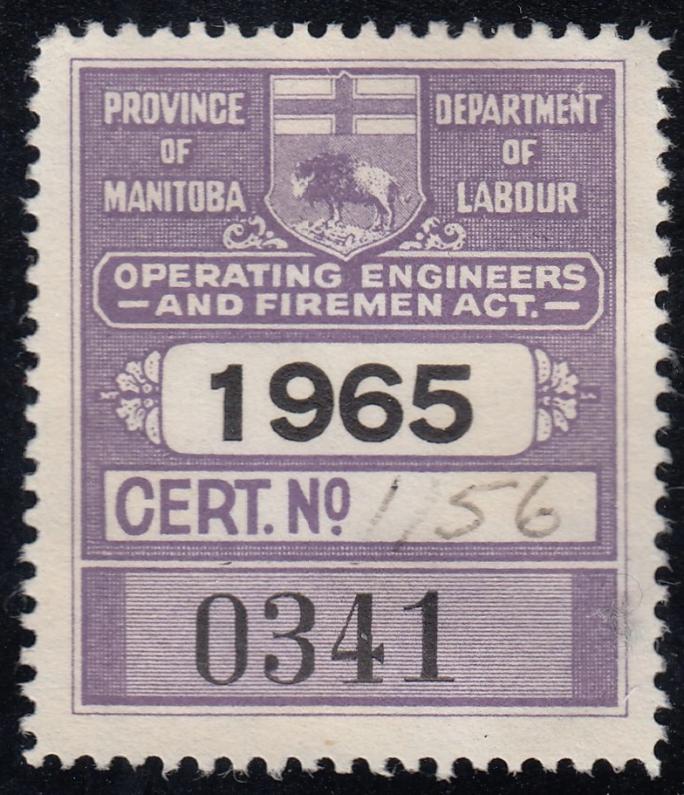 PROVINCE OF MANITOBA
DEPARTMENT OF LABOUR
OPERATING ENGINEERS
—AND FIREMEN ACT.—
1965
CERT. No 1156
0341